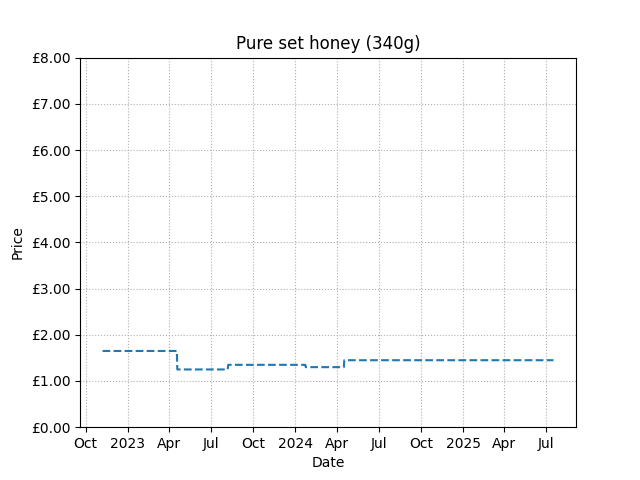 Pure set honey (340g)
£8.00
£7.00
£6.00
£5.00
£4.00
£3.00
£2.00
£1.00
£0.00
Price
Oct 2023 Apr Jul Oct 2024 Apr Jul Oct 2025 Apr Jul
Date